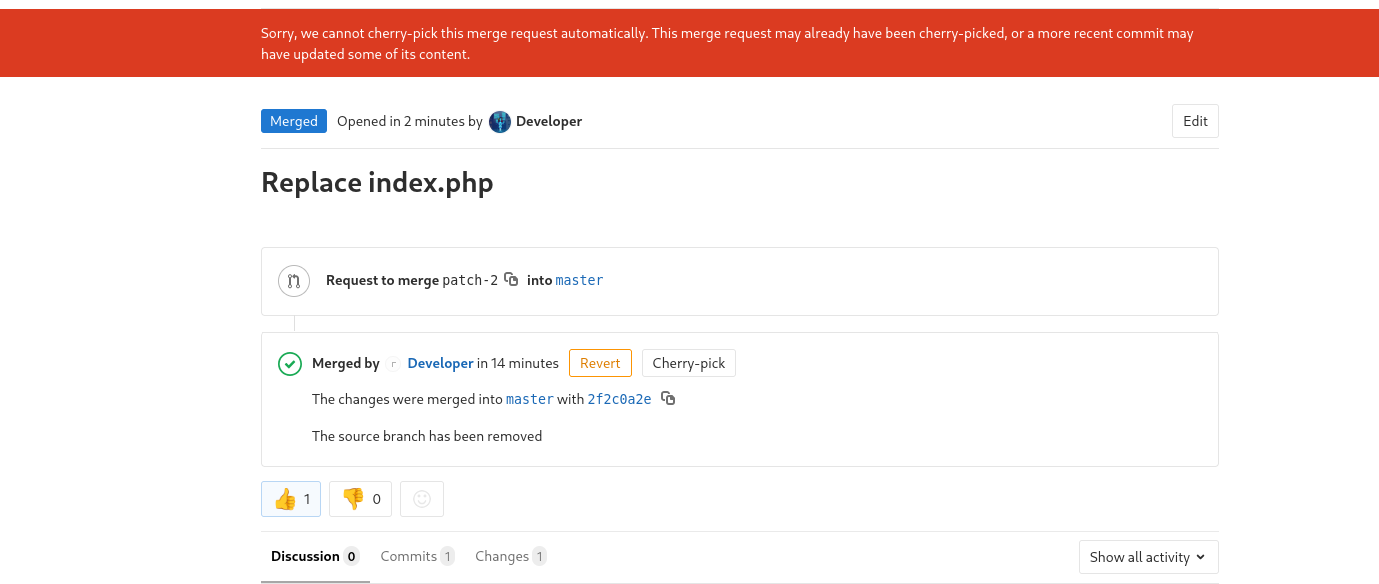 Sorry, we cannot cherry-pick this merge request automatically. This merge request may already have been cherry-picked, or a more recent commit may
have updated some of its content.
Merged Opened in 2 minutes by Developer Edit
Replace index.php
Request to merge patch-2 into master
Merged by Developer in 14 minutes Revert Cherry-pick
The changes were merged into master with 2f2c0a2e
The source branch has been removed
1 0
Discussion 0 Commits 1 Changes 1 Show all activity